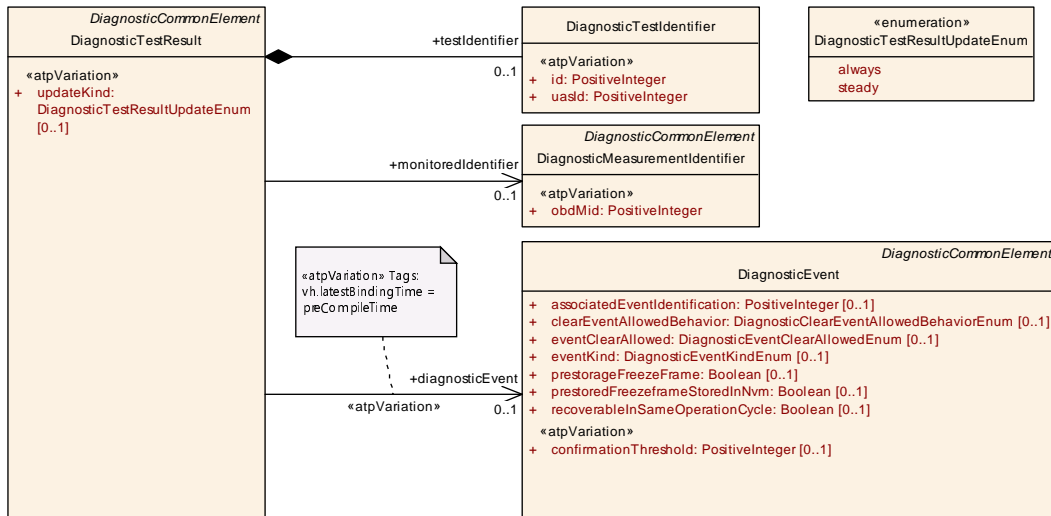 DiagnosticCommonElement
DiagnosticTestResult
«atpVariation»
+ updateKind:
DiagnosticTestResultUpdateEnum
[0..1]
+testIdentifier
0..1
DiagnosticTestIdentifier
«atpVariation»
+ id: PositiveInteger
+ uasId: PositiveInteger
«enumeration»
DiagnosticTestResultUpdateEnum
always
steady
+monitoredIdentifier
0..1
DiagnosticCommonElement
DiagnosticMeasurementIdentifier
«atpVariation»
+ obdMid: PositiveInteger
«atpVariation» Tags:
vh.latestBindingTime =
preCompileTime
+diagnosticEvent
«atpVariation»
0..1
DiagnosticCommonElement
DiagnosticEvent
+ associatedEventIdentification: PositiveInteger [0..1]
+ clearEventAllowedBehavior: DiagnosticClearEventAllowedBehaviorEnum [0..1]
+ eventClearAllowed: DiagnosticEventClearAllowedEnum [0..1]
+ eventKind: DiagnosticEventKindEnum [0..1]
+ prestorageFreezeFrame: Boolean [0..1]
+ prestoredFreezeframeStoredInNvm: Boolean [0..1]
+ recoverableInSameOperationCycle: Boolean [0..1]
«atpVariation»
+ confirmationThreshold: PositiveInteger [0..1]